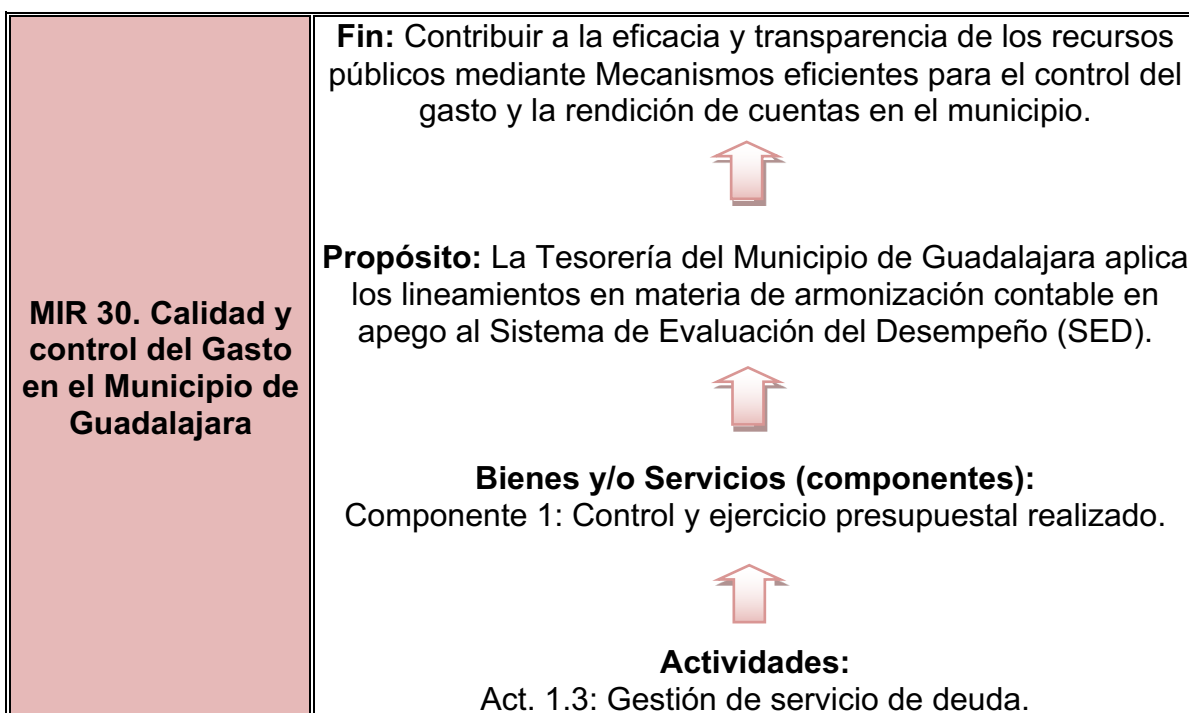 MIR 30. Calidad y
control del Gasto
en el Municipio de
Guadalajara
Fin: Contribuir a la eficacia y transparencia de los recursos
públicos mediante Mecanismos eficientes para el control del
gasto y la rendición de cuentas en el municipio.
Propósito: La Tesorería del Municipio de Guadalajara aplica
los lineamientos en materia de armonización contable en
apego al Sistema de Evaluación del Desempeño (SED).
Bienes y/o Servicios (componentes):
Componente 1: Control y ejercicio presupuestal realizado.
Actividades:
Act. 1.3: Gestión de servicio de deuda.